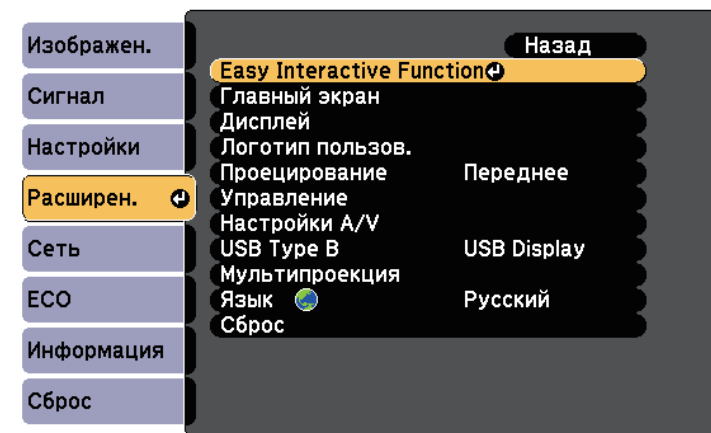 Изображен.
Сигнал
Настройки
Расширен.
Сеть
ECO
Информация
Сброс
Назад
Easy Interactive Function
Главный экран
Дисплей
Логотип пользов.
Проецирование Переднее
Управление
Настройки A/V
USB Type B USB Display
Мультипроекция
Язык Русский
Сброс